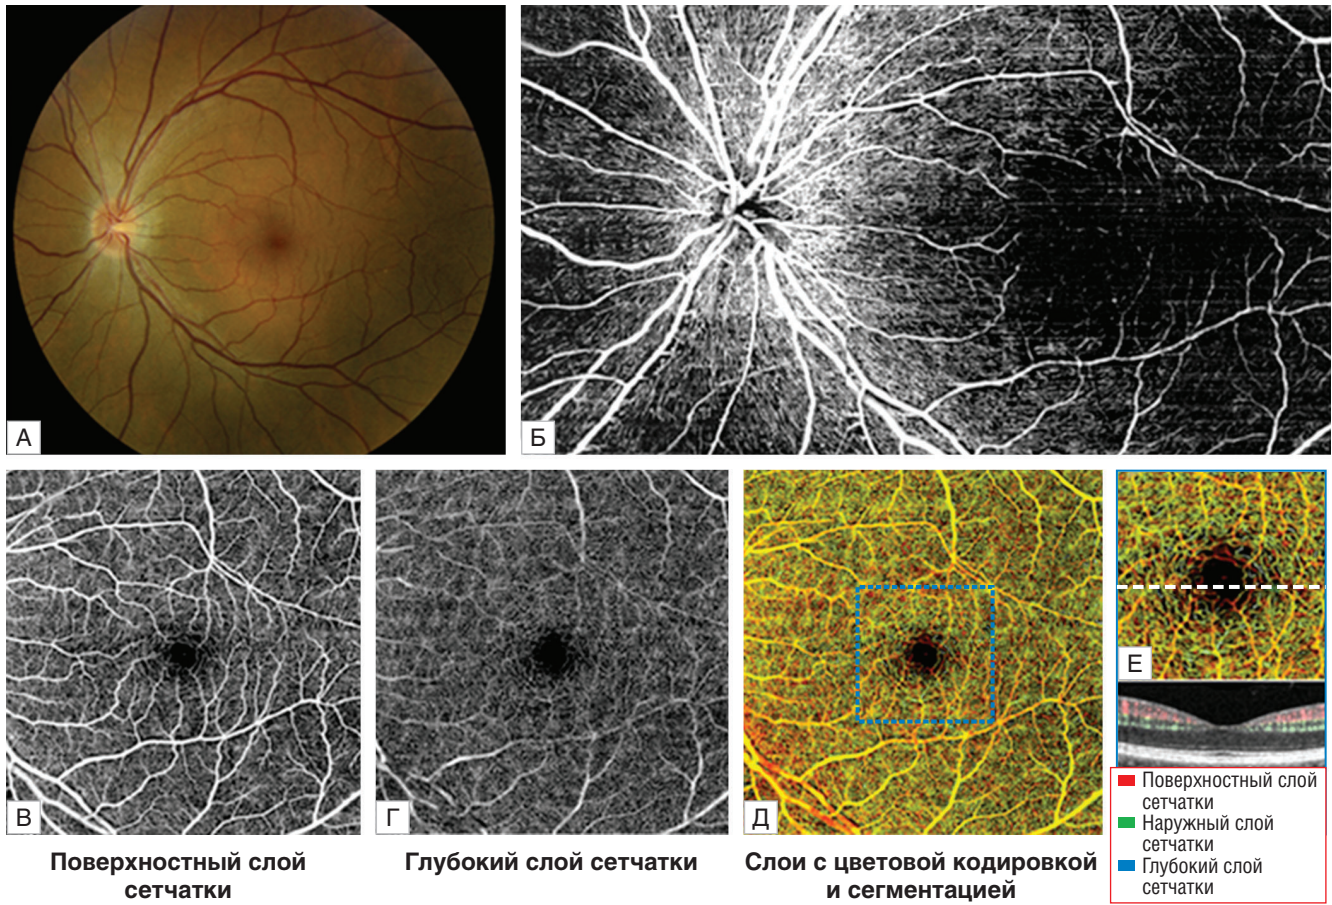 А
Б
В
Г
Д
Е
Поверхностный слой
сетчатки
Глубокий слой сетчатки
Слои с цветовой кодировкой
и сегментацией
Поверхностный слой
сетчатки
Наружный слой
сетчатки
Глубокий слой
сетчатки